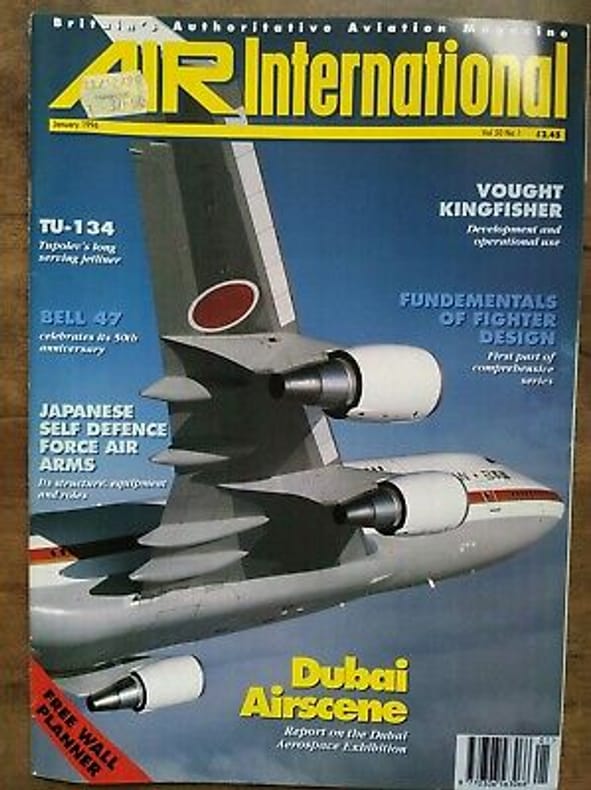 Britain's Authoritative Aviation Magazine
AIR International
January 1996
Vol 50 No 1
£2.45
TU-134
Tupolev's long
serving jetliner
VOUGHT
KINGFISHER
Development and
operational use
BELL 47
celebrates its 50th
anniversary
FUNDEMENTALS
OF FIGHTER
DESIGN
First part of
comprehensive
series
JAPANESE
SELF DEFENCE
FORCE AIR
ARMS
Its structure, equipment
and roles
Dubai
Airscene
Report on the Dubai
Aerospace Exhibition
FREE WALL
PLANNER